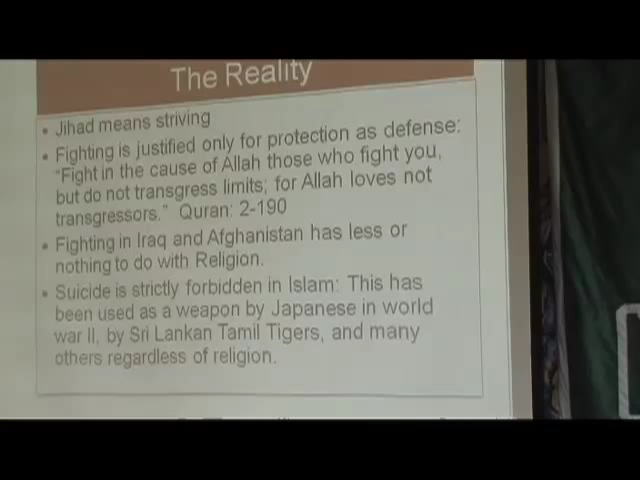 The Reality
• Jihad means striving
• Fighting is justified only for protection as defense:
“Fight in the cause of Allah those who fight you,
but do not transgress limits; for Allah loves not
transgressors.” Quran: 2-190
• Fighting in Iraq and Afghanistan has less or
nothing to do with Religion.
• Suicide is strictly forbidden in Islam: This has
been used as a weapon by Japanese in world
war II, by Sri Lankan Tamil Tigers, and many
others regardless of religion.